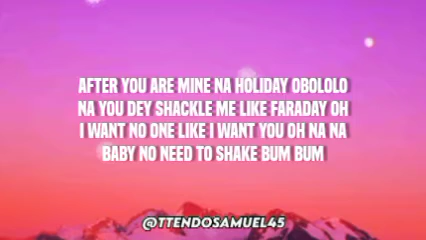 AFTER YOU ARE MINE NA HOLIDAY OBOLOLO
NA YOU DEY SHACKLE ME LIKE FARADAY OH
I WANT NO ONE LIKE I WANT YOU OH NA NA
BABY NO NEED TO SHAKE BUM BUM
@TTENDOSAMUEL45